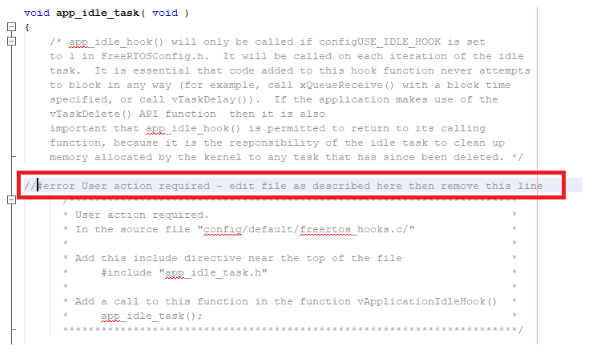 void app_idle_task( void )
{
/* app_idle_hook() will only be called if configUSE_IDLE_HOOK is set
to 1 in FreeRTOSConfig.h.  It will be called on each iteration of the idle
task.  It is essential that code added to this hook function never attempts
to block in any way (for example, call xQueueReceive() with a block time
specified, or call vTaskDelay()).  If the application makes use of the
vTaskDelete() API function  then it is also
important that app_idle_hook() is permitted to return to its calling
function, because it is the responsibility of the idle task to clean up
memory allocated by the kernel to any task that has since been deleted. */
//#error User action required - edit file as described here then remove this line
/***********************************************************************
* User action required. *
* In the source file "config/default/freertos_hooks.c/" *
* *
* Add this include directive near the top of the file *
* #include "app_idle_task.h" *
* *
* Add a call to this function in the function vApplicationIdleHook() *
* app_idle_task(); *
***********************************************************************/